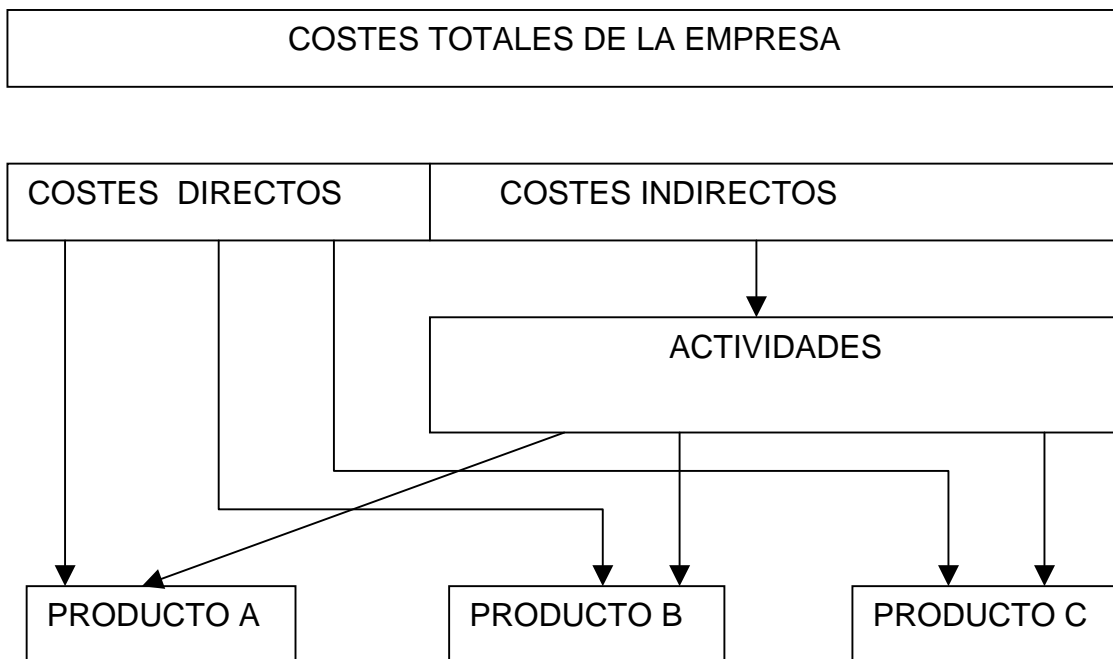 COSTES TOTALES DE LA EMPRESA
COSTES DIRECTOS
COSTES INDIRECTOS
ACTIVIDADES
PRODUCTO A
PRODUCTO B
PRODUCTO C